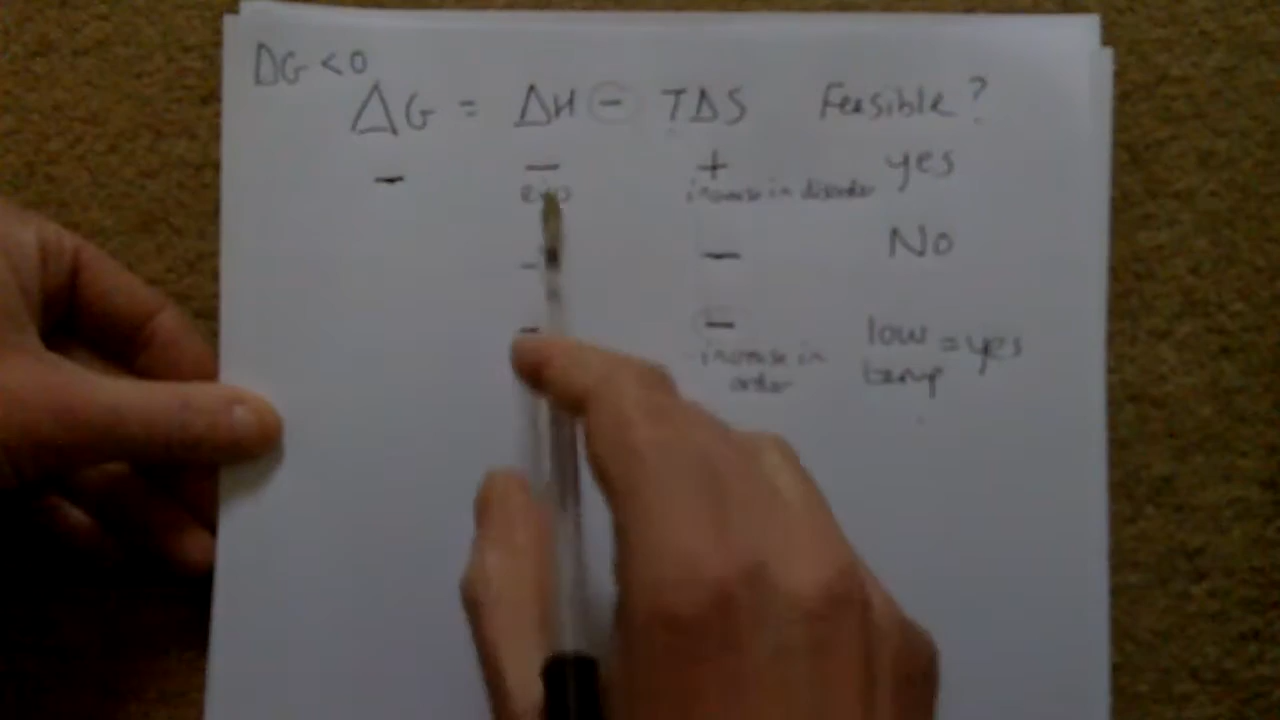 ΔG <0
ΔG = ΔH - TΔS Feasible?
- - + yes
exo increase in disorder
- - No
- - low temp = yes
increase in order